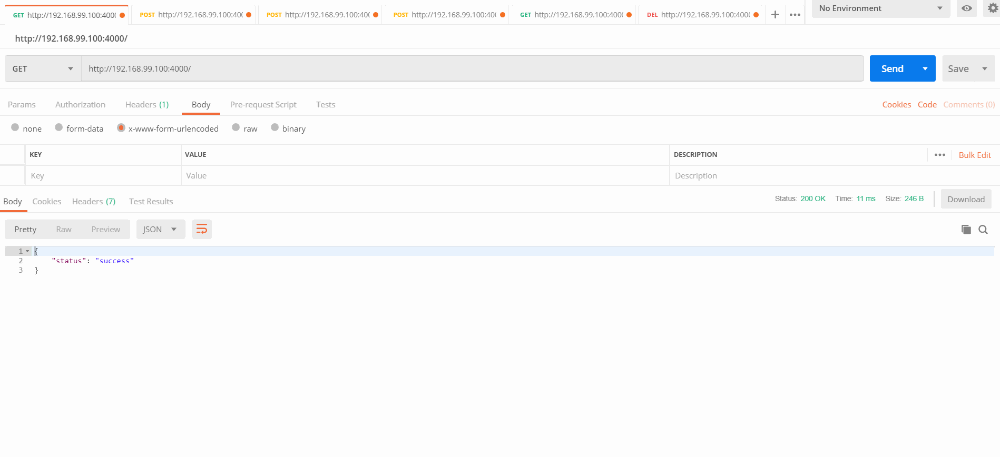 GET http://192.168.99.100:4000/ POST http://192.168.99.100:400 POST http://192.168.99.100:400 POST http://192.168.99.100:400 GET http://192.168.99.100:4000/ DEL http://192.168.99.100:4000/ No Environment
http://192.168.99.100:4000/
GET http://192.168.99.100:4000/ Send Save
Params Authorization Headers (1) Body Pre-request Script Tests Cookies Code Comments (0)
none form-data x-www-form-urlencoded raw binary
KEY VALUE DESCRIPTION Bulk Edit
Key Value Description
Body Cookies Headers (7) Test Results Status: 200 OK Time: 11 ms Size: 246 B Download
Pretty Raw Preview JSON
1 {
2 "status": "success"
3 }